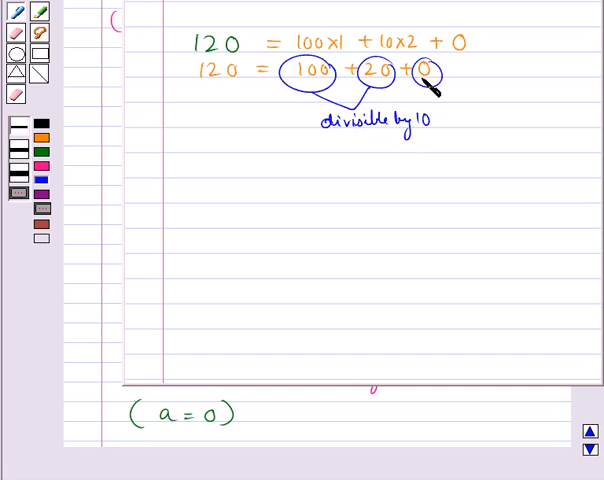 (
120 = 100×1 + 10×2 + 0
120 = 100 + 20 + 0
divisible by 10
( a = 0 )